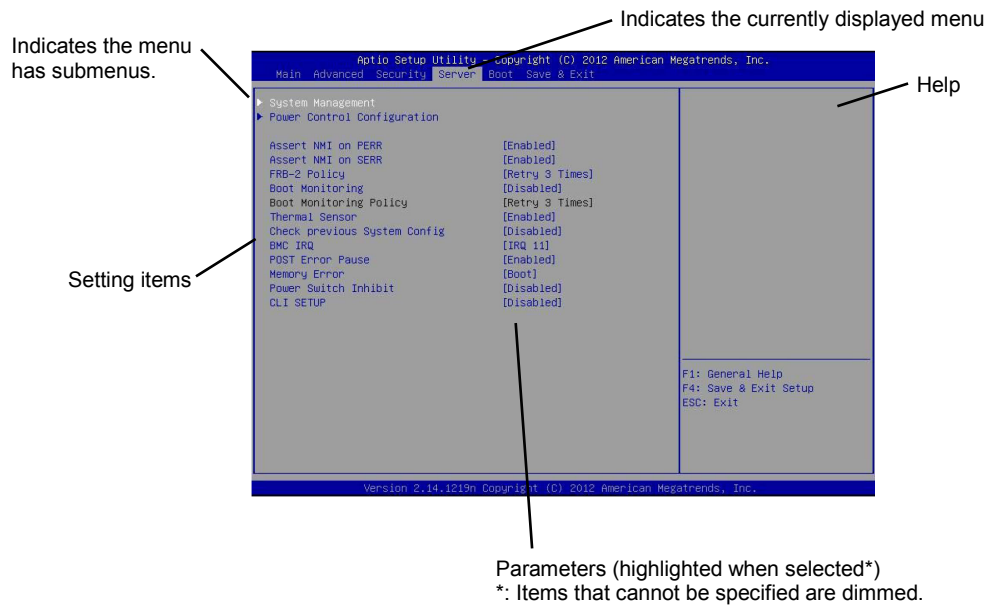 Indicates the currently displayed menu
Indicates the menu
has submenus.
Aptio Setup Utility - Copyright (C) 2012 American Megatrends, Inc.
Main Advanced Security Server Boot Save & Exit
Help
System Management
Power Control Configuration
Assert NMI on PERR [Enabled]
Assert NMI on SERR [Enabled]
FRB-2 Policy [Retry 3 Times]
Boot Monitoring [Disabled]
Boot Monitoring Policy [Retry 3 Times]
Thermal Sensor [Enabled]
Check previous System Config [Disabled]
BMC IRQ [IRQ 11]
POST Error Pause [Enabled]
Memory Error [Boot]
Power Switch Inhibit [Disabled]
CLI SETUP [Disabled]
Setting items
F1: General Help
F4: Save & Exit Setup
ESC: Exit
Version 2.14.1219n Copyright (C) 2012 American Megatrends, Inc.
Parameters (highlighted when selected*)
*: Items that cannot be specified are dimmed.